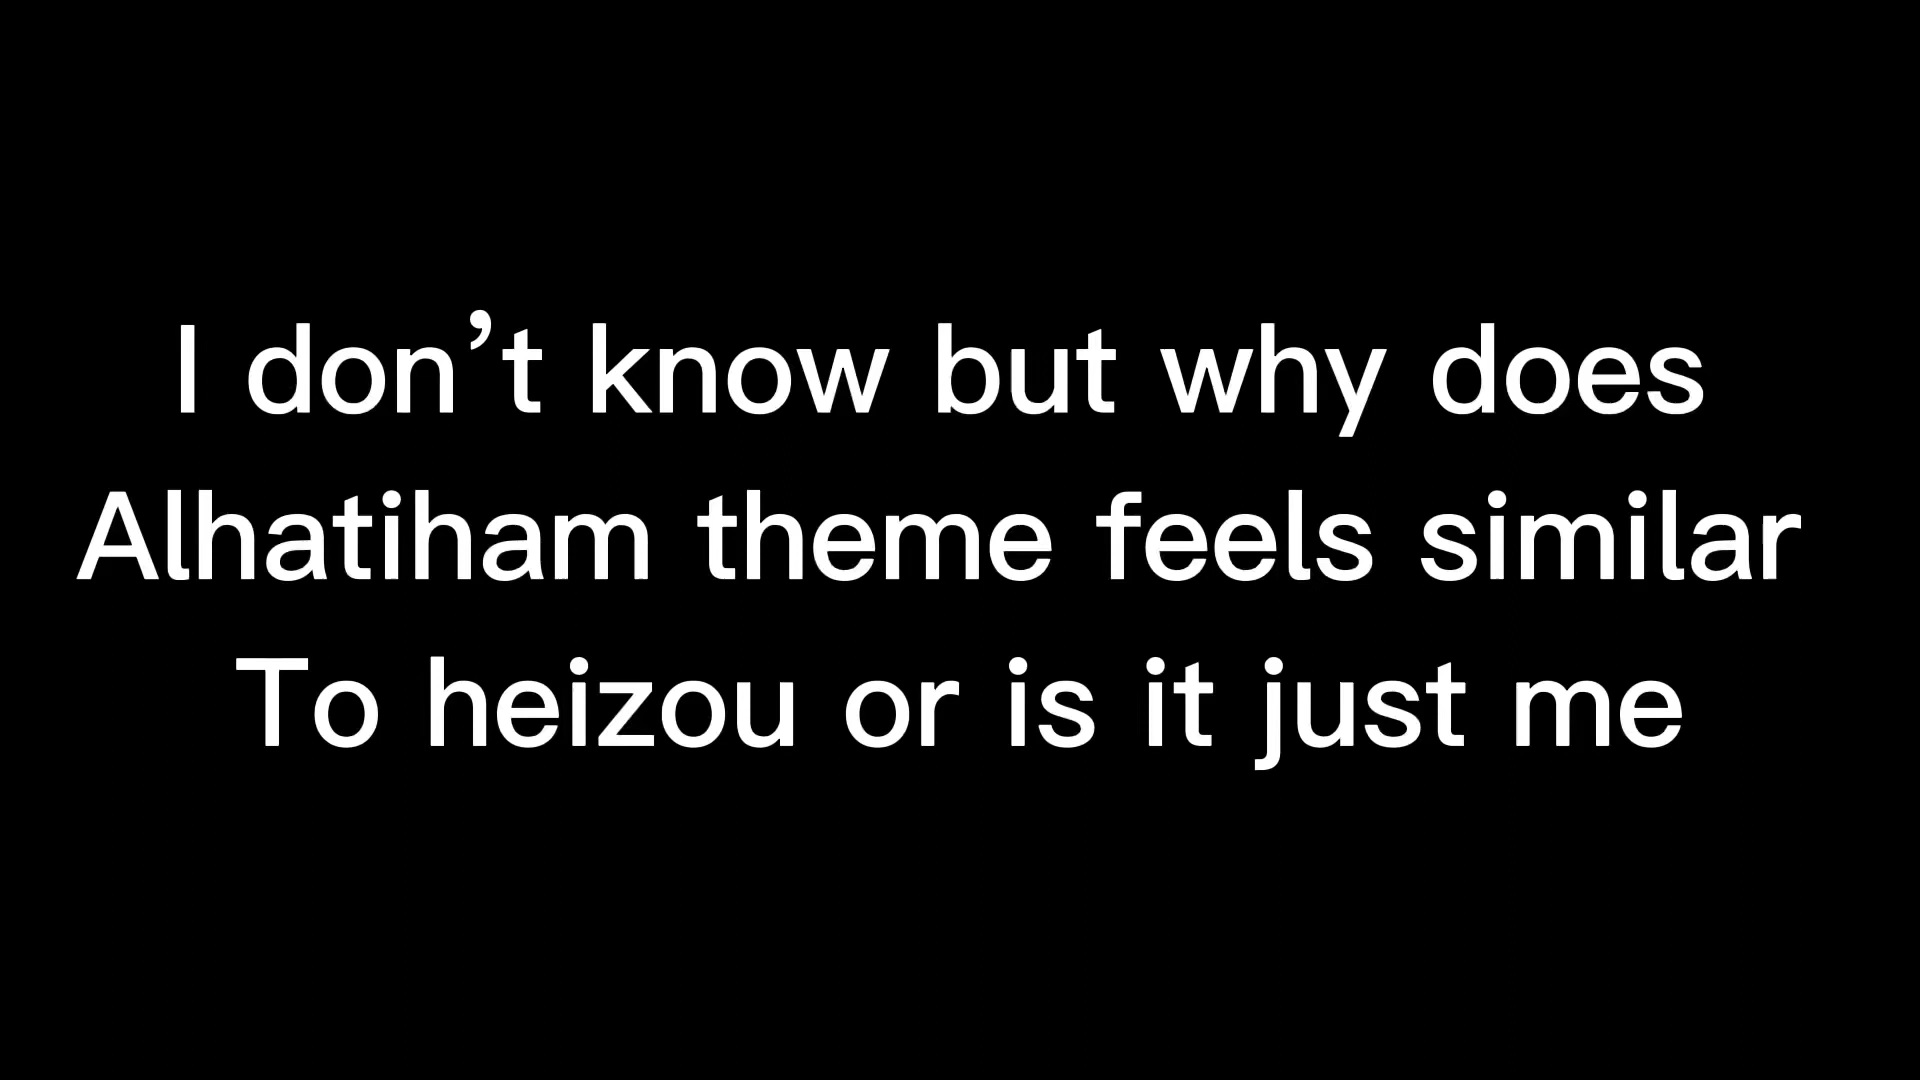 I don’t know but why does
Alhatiham theme feels similar
To heizou or is it just me